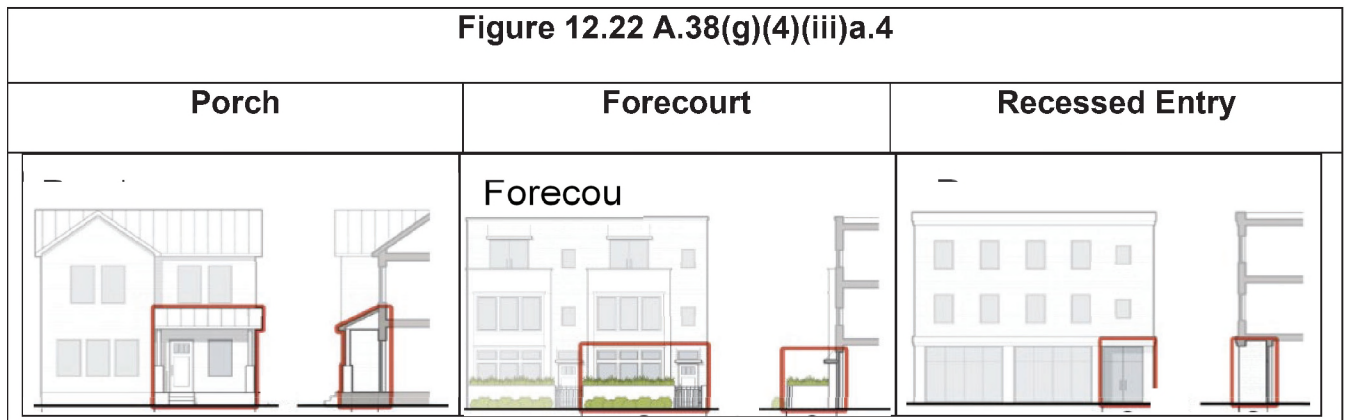 Figure 12.22 A.38(g)(4)(iii)a.4
Porch
Forecourt
Recessed Entry
Forecou